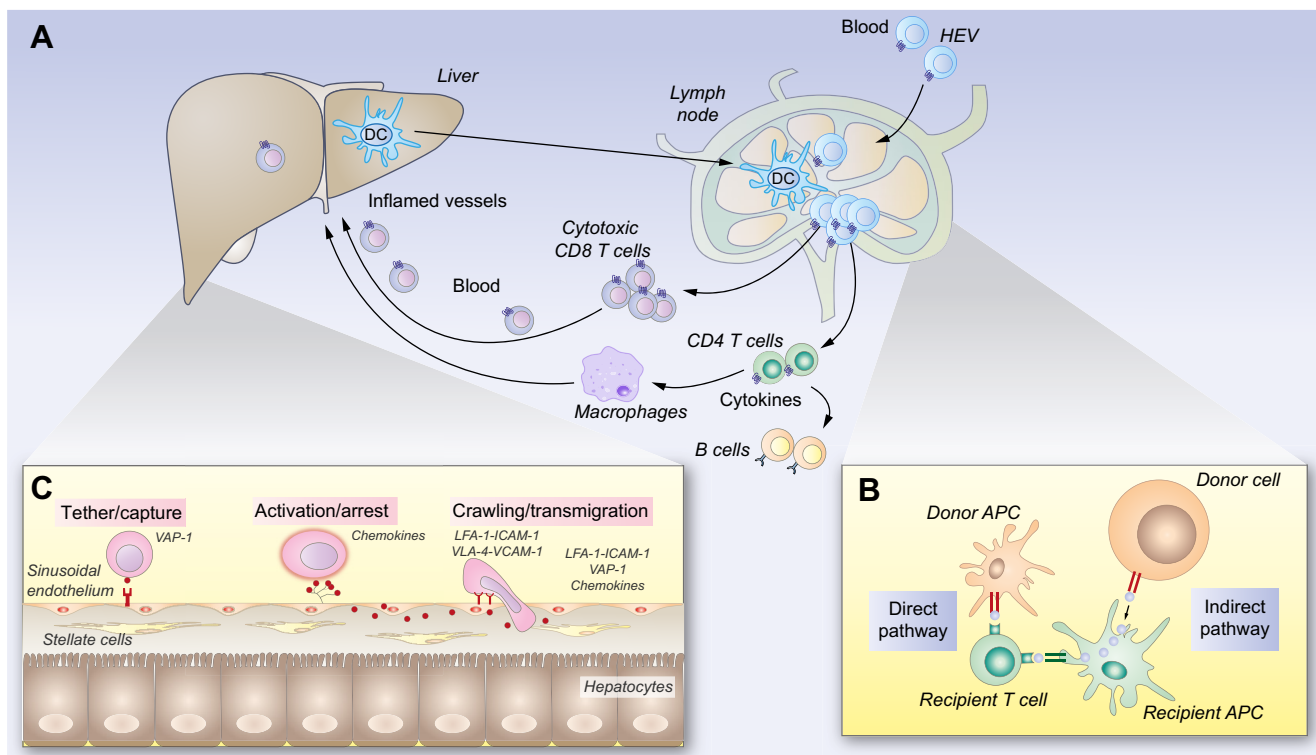 A
Blood
HEV
Liver
Lymph
node
DC
DC
Inflamed vessels
Cytotoxic
CD8 T cells
Blood
CD4 T cells
Cytokines
Macrophages
B cells
C
Tether/capture
Activation/arrest
Crawling/transmigration
VAP-1
Chemokines
LFA-1-ICAM-1
VLA-4-VCAM-1
LFA-1-ICAM-1
VAP-1
Chemokines
Sinusoidal
endothelium
Stellate cells
Hepatocytes
B
Donor cell
Donor APC
Direct
pathway
Indirect
pathway
Recipient T cell
Recipient APC